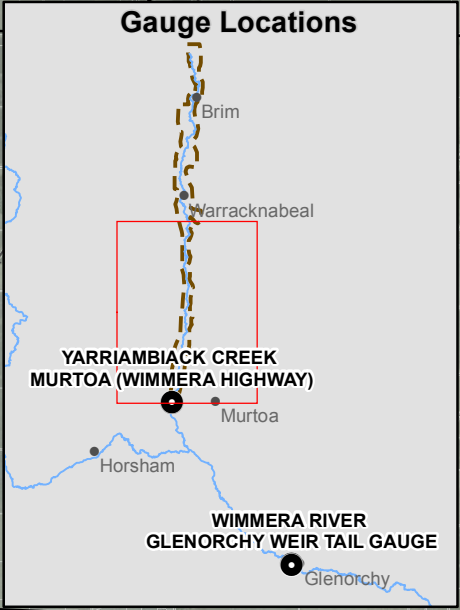 Gauge Locations
Brim
Warracknabeal
YARRIAMBIACK CREEK
MURTOA (WIMMERA HIGHWAY)
Murtoa
Horsham
WIMMERA RIVER
GLENORCHY WEIR TAIL GAUGE
Glenorchy